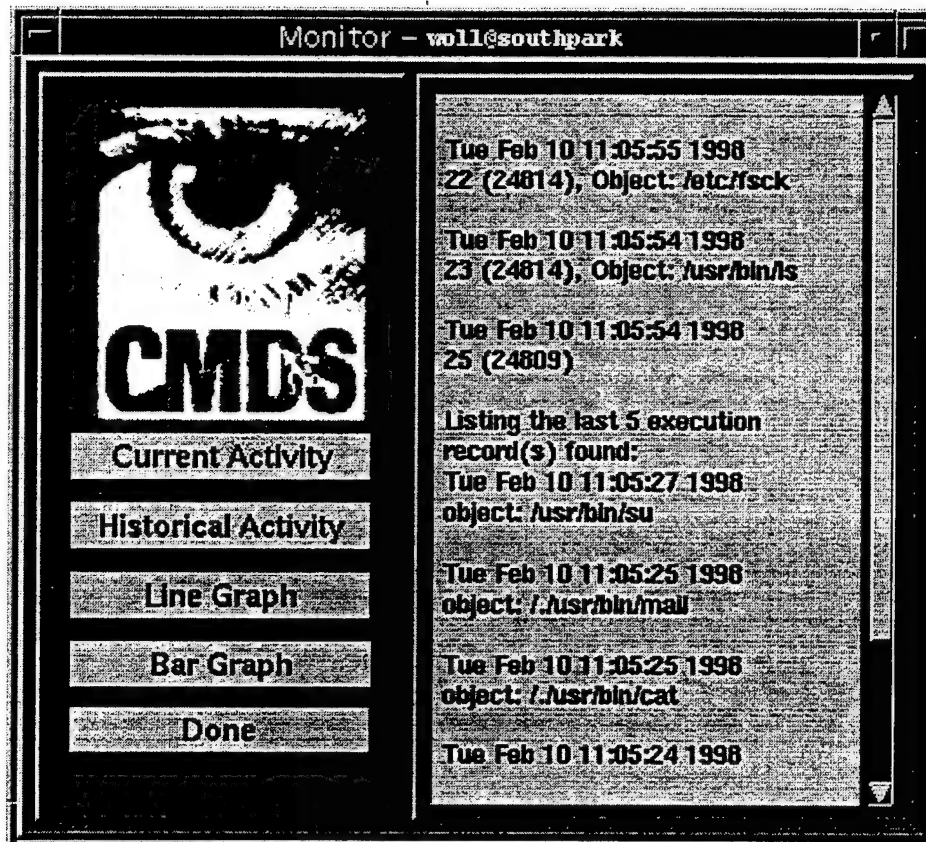 Monitor – woll@southpark
CMDS
Current Activity
Historical Activity
Line Graph
Bar Graph
Done
Tue Feb 10 11:05:55 1998
22 (24814), Object: /etc/fsck
Tue Feb 10 11:05:54 1998
23 (24814), Object: /usr/bin/ls
Tue Feb 10 11:05:54 1998
25 (24809)
Listing the last 5 execution
record(s) found:
Tue Feb 10 11:05:27 1998
object: /usr/bin/su
Tue Feb 10 11:05:25 1998
object: /./usr/bin/mail
Tue Feb 10 11:05:25 1998
object: /./usr/bin/cat
Tue Feb 10 11:05:24 1998